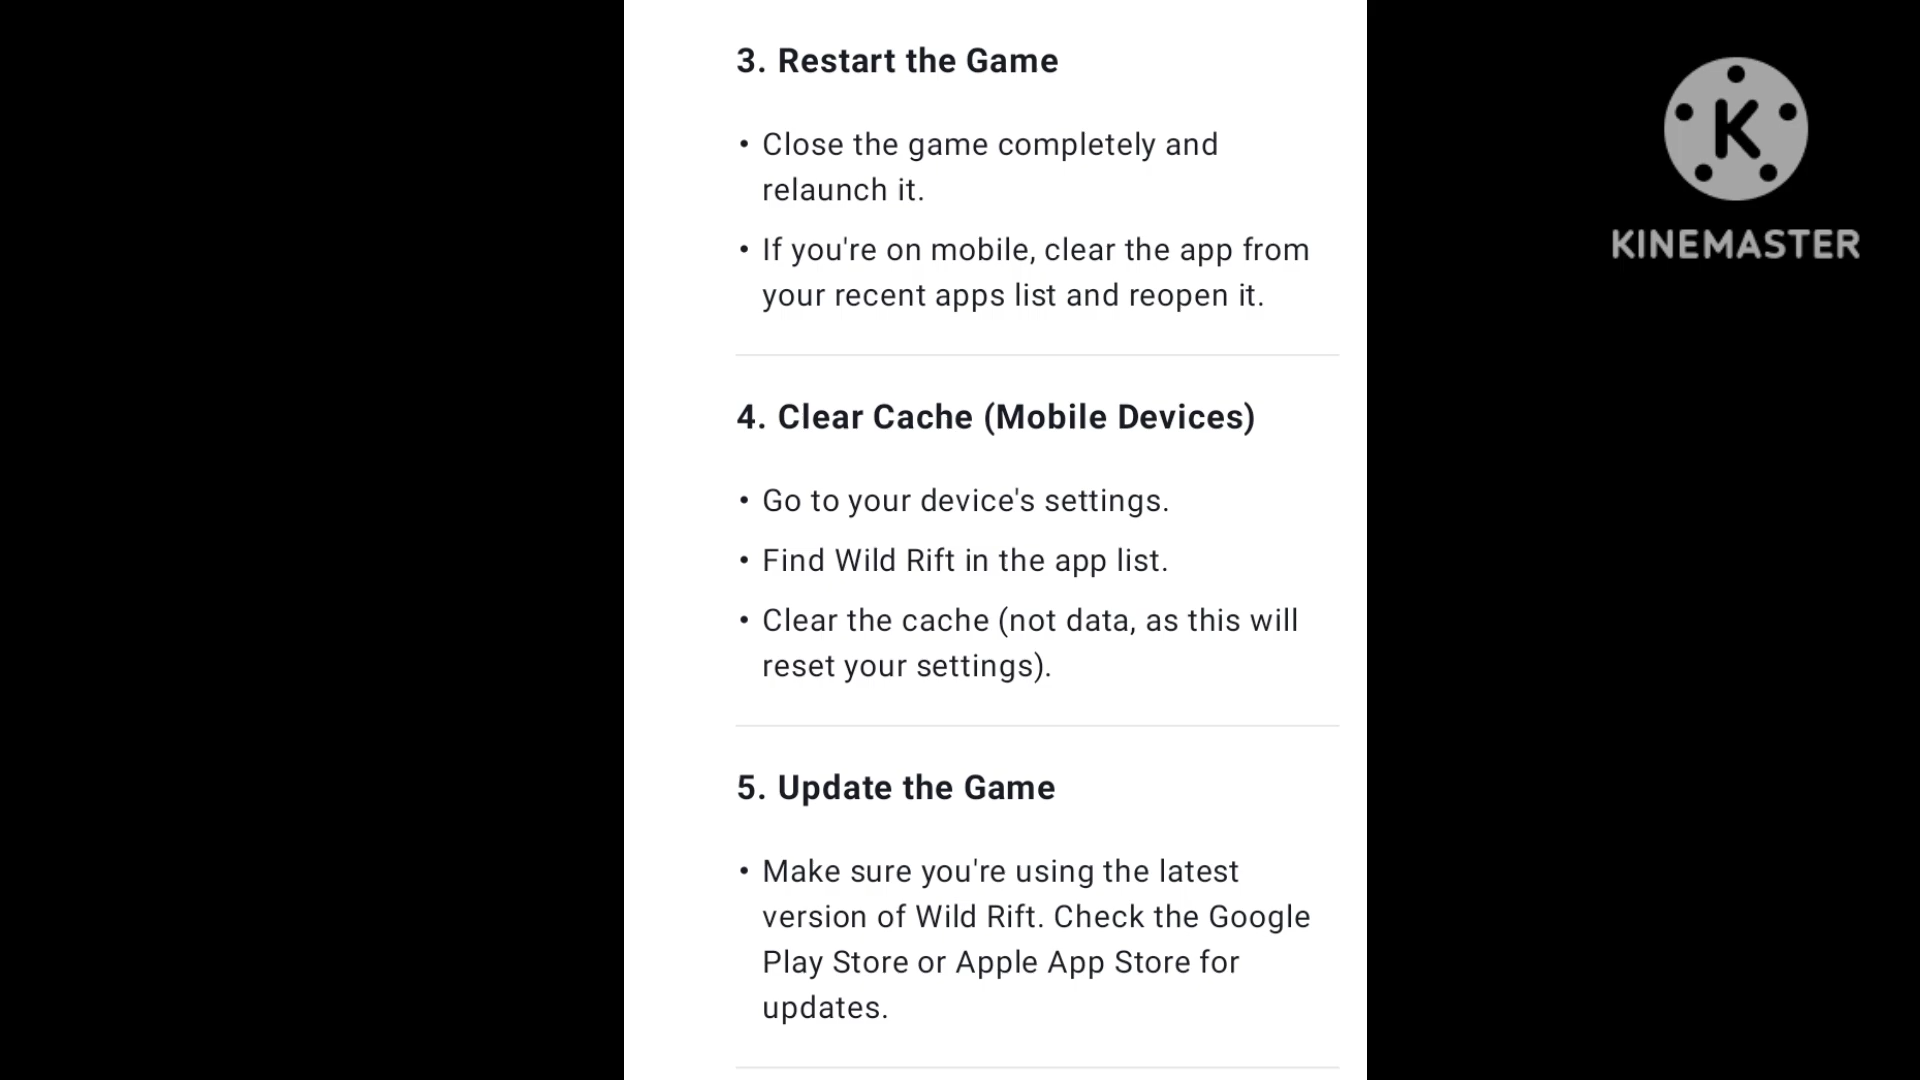 3. Restart the Game
• Close the game completely and
relaunch it.
• If you're on mobile, clear the app from
your recent apps list and reopen it.
4. Clear Cache (Mobile Devices)
• Go to your device's settings.
• Find Wild Rift in the app list.
• Clear the cache (not data, as this will
reset your settings).
5. Update the Game
• Make sure you're using the latest
version of Wild Rift. Check the Google
Play Store or Apple App Store for
updates.
K
KINEMASTER